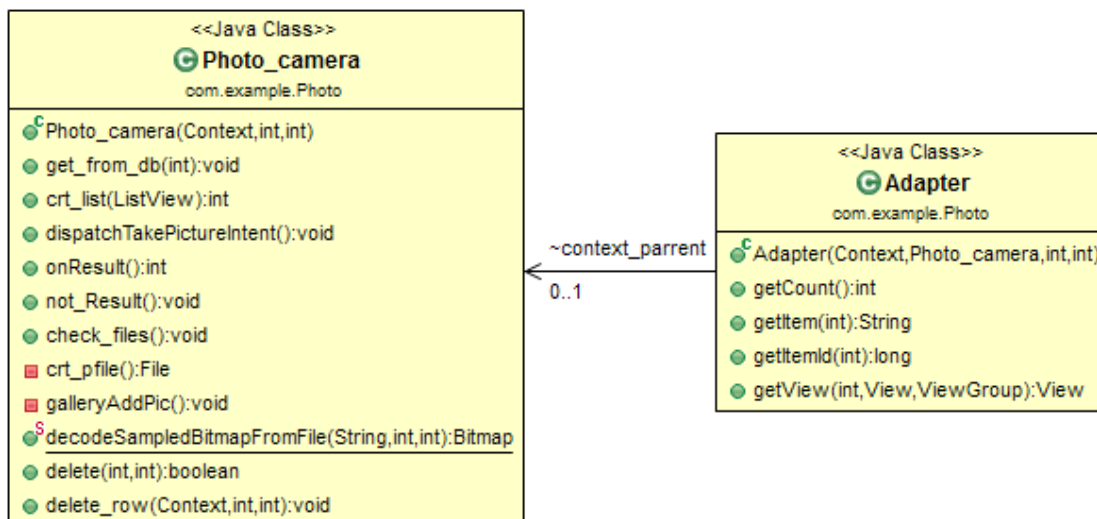 <<Java Class>>
Photo_camera
com.example.Photo
Photo_camera(Context,int,int)
get_from_db(int):void
crt_list(ListView):int
dispatchTakePictureIntent():void
onResult():int
not_Result():void
check_files():void
crt_pfile():File
galleryAddPic():void
decodeSampledBitmapFromFile(String,int,int):Bitmap
delete(int,int):boolean
delete_row(Context,int,int):void
~context_parrent
0..1
<<Java Class>>
Adapter
com.example.Photo
Adapter(Context,Photo_camera,int,int)
getCount():int
getItem(int):String
getItemId(int):long
getView(int,View,ViewGroup):View